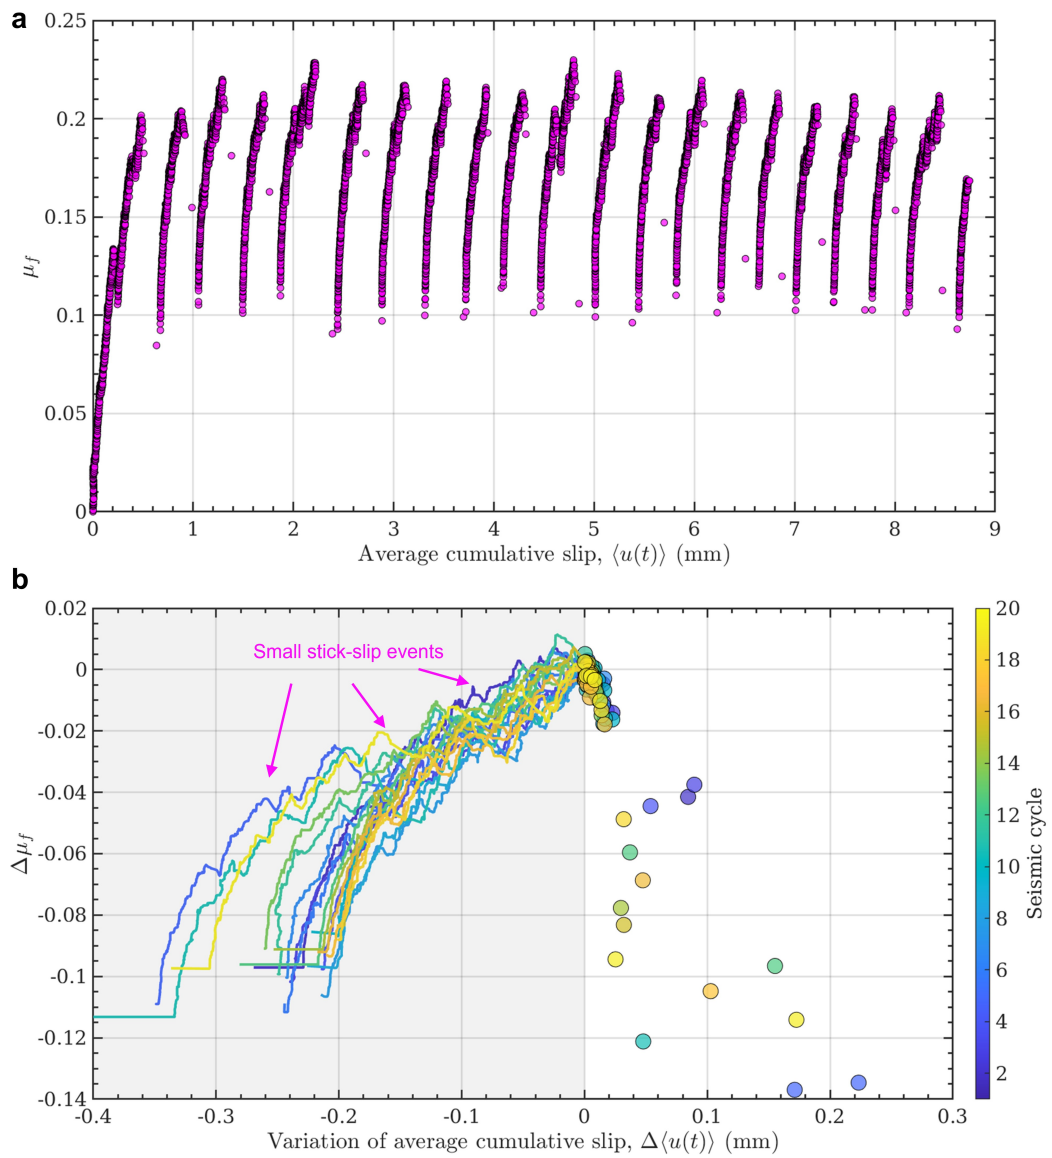 a
0.25
0.2
0.15
0.1
0.05
0
μf
0 1 2 3 4 5 6 7 8 9
Average cumulative slip, ⟨u(t)⟩ (mm)
b
0.02
0
-0.02
-0.04
-0.06
-0.08
-0.1
-0.12
-0.14
Δμf
Small stick-slip events
-0.4 -0.3 -0.2 -0.1 0 0.1 0.2 0.3
Variation of average cumulative slip, Δ⟨u(t)⟩ (mm)
20
18
16
14
12
10
8
6
4
2
Seismic cycle